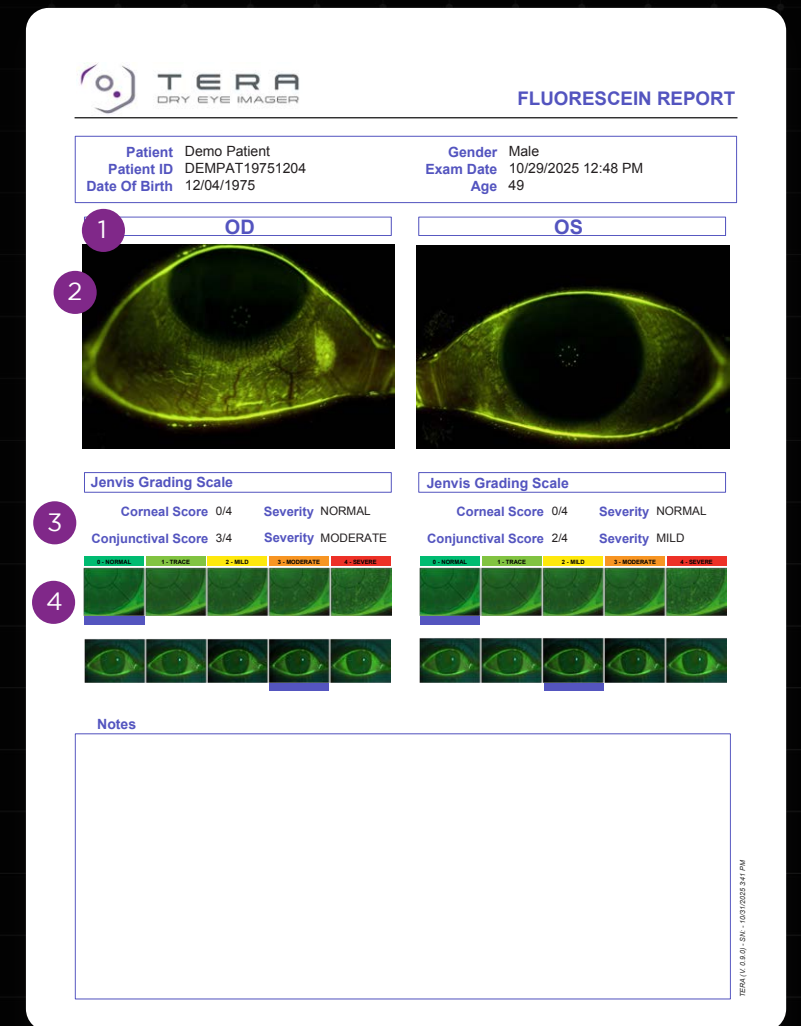 TERA
DRY EYE IMAGER
FLUORESCEIN REPORT
Patient Demo Patient Gender Male
Patient ID DEMPAT19751204 Exam Date 10/29/2025 12:48 PM
Date Of Birth 12/04/1975 Age 49
1 OD OS
2
Jenvis Grading Scale Jenvis Grading Scale
3
Corneal Score 0/4 Severity NORMAL Corneal Score 0/4 Severity NORMAL
Conjunctival Score 3/4 Severity MODERATE Conjunctival Score 2/4 Severity MILD
0 - NORMAL 1 - TRACE 2 - MILD 3 - MODERATE 4 - SEVERE 0 - NORMAL 1 - TRACE 2 - MILD 3 - MODERATE 4 - SEVERE
4
Notes
TERA (V. 0.9.0) - SN: - 10/31/2025 3:41 PM